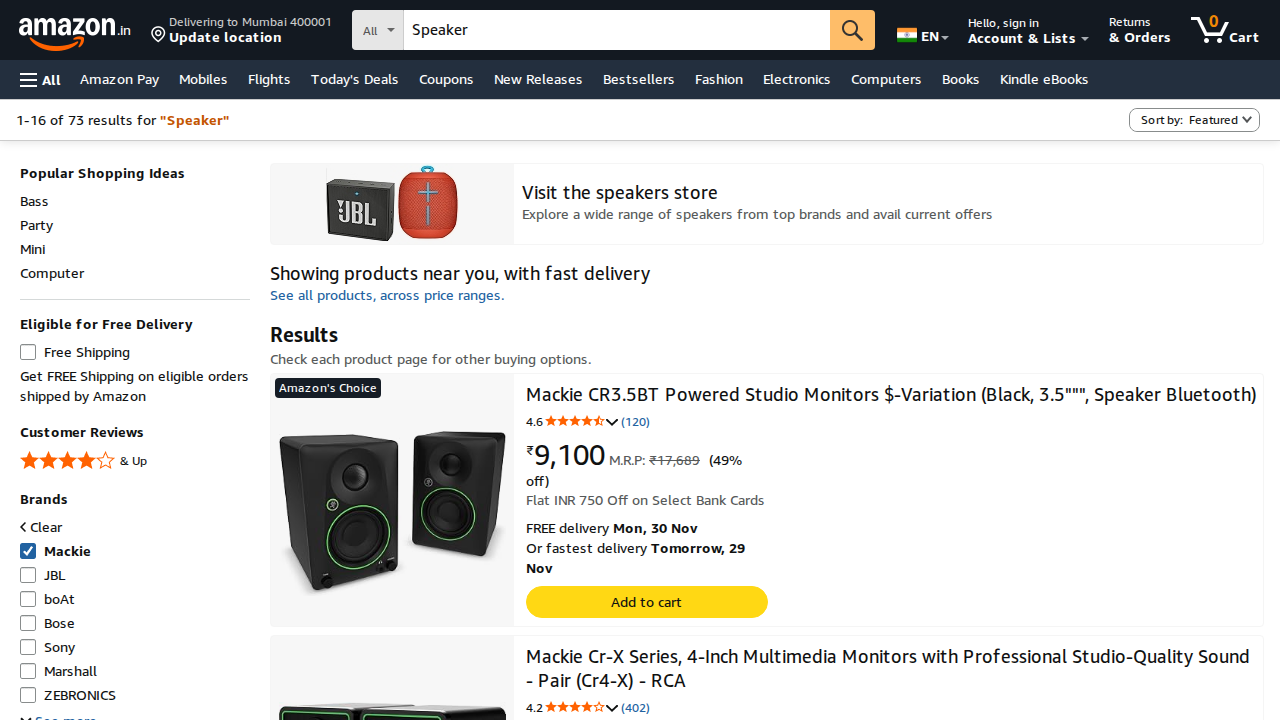 amazon.in
Delivering to Mumbai 400001
Update location
All
Speaker
EN
Hello, sign in
Account & Lists
Returns
& Orders
0
Cart
All
Amazon Pay
Mobiles
Flights
Today's Deals
Coupons
New Releases
Bestsellers
Fashion
Electronics
Computers
Books
Kindle eBooks
1-16 of 73 results for "Speaker"
Sort by: Featured
Popular Shopping Ideas
Bass
Party
Mini
Computer
Eligible for Free Delivery
Free Shipping
Get FREE Shipping on eligible orders
shipped by Amazon
Customer Reviews
& Up
Brands
Clear
Mackie
JBL
boAt
Bose
Sony
Marshall
ZEBRONICS
See more
JBL
Visit the speakers store
Explore a wide range of speakers from top brands and avail current offers
Showing products near you, with fast delivery
See all products, across price ranges.
Results
Check each product page for other buying options.
Amazon's Choice
Mackie CR3.5BT Powered Studio Monitors $-Variation (Black, 3.5""", Speaker Bluetooth)
4.6 (120)
₹9,100 M.R.P: ₹17,689 (49%
off)
Flat INR 750 Off on Select Bank Cards
FREE delivery Mon, 30 Nov
Or fastest delivery Tomorrow, 29
Nov
Add to cart
Mackie Cr-X Series, 4-Inch Multimedia Monitors with Professional Studio-Quality Sound
- Pair (Cr4-X) - RCA
4.2 (402)